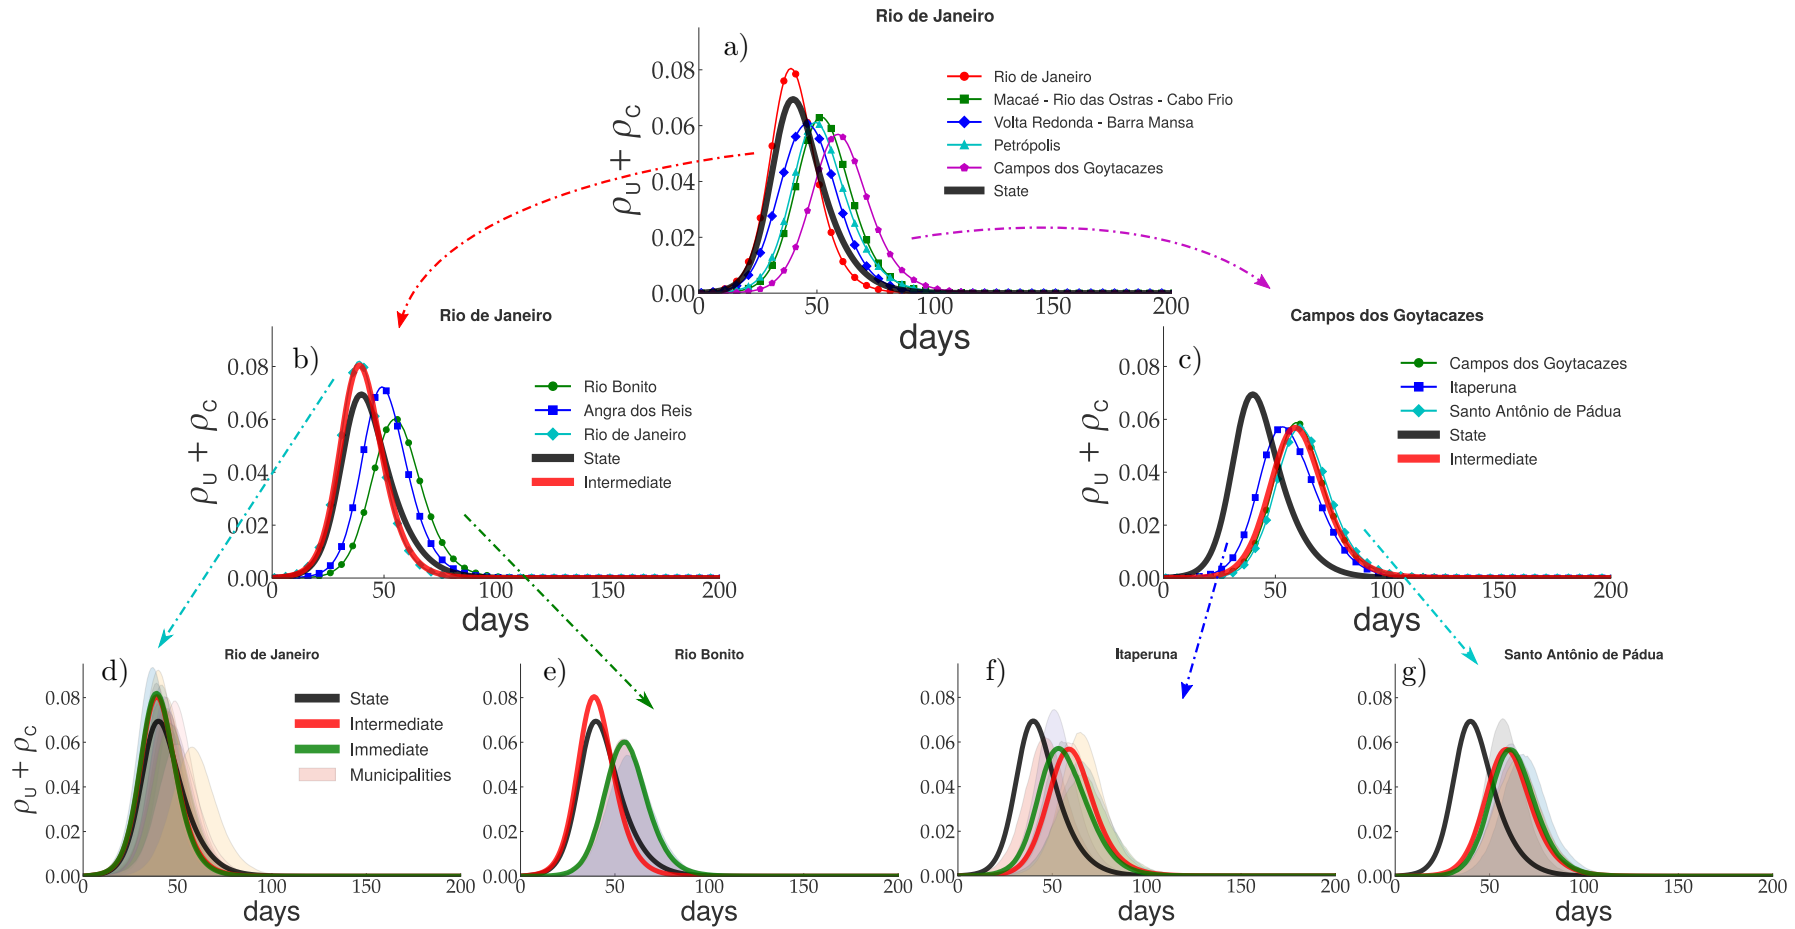 Rio de Janeiro
a)
ρU + ρC
0.08
0.06
0.04
0.02
0.00
0
50
100
150
200
days
Rio de Janeiro
Macaé - Rio das Ostras - Cabo Frio
Volta Redonda - Barra Mansa
Petrópolis
Campos dos Goytacazes
State
Rio de Janeiro
b)
ρU + ρC
0.08
0.06
0.04
0.02
0.00
0
50
100
150
200
days
Rio Bonito
Angra dos Reis
Rio de Janeiro
State
Intermediate
Campos dos Goytacazes
c)
ρU + ρC
0.08
0.06
0.04
0.02
0.00
0
50
100
150
200
days
Campos dos Goytacazes
Itaperuna
Santo Antônio de Pádua
State
Intermediate
Rio de Janeiro
d)
ρU + ρC
0.08
0.06
0.04
0.02
0.00
0
50
100
150
200
days
State
Intermediate
Immediate
Municipalities
Rio Bonito
e)
0.08
0.06
0.04
0.02
0.00
0
50
100
150
200
days
Itaperuna
f)
0.08
0.06
0.04
0.02
0.00
0
50
100
150
200
days
Santo Antônio de Pádua
g)
0.08
0.06
0.04
0.02
0.00
0
50
100
150
200
days